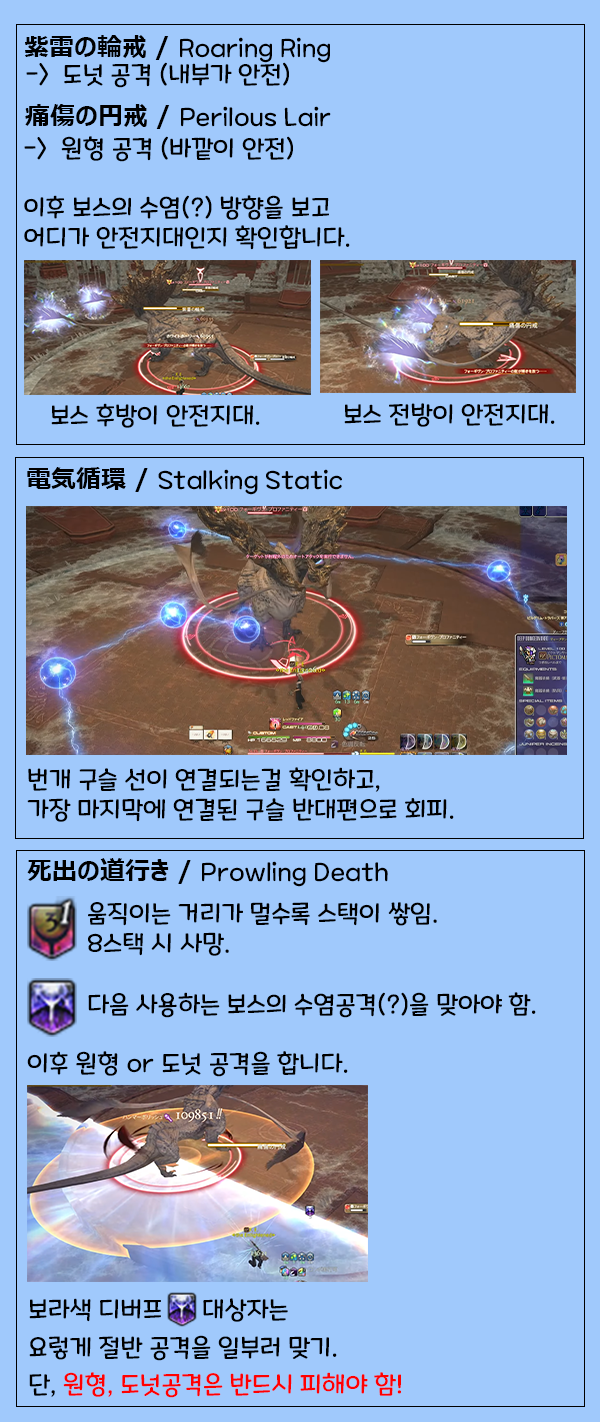 紫雷の輪戒 / Roaring Ring
-> 도넛 공격 (내부가 안전)
痛傷の円戒 / Perilous Lair
-> 원형 공격 (바깥이 안전)
이후 보스의 수염(?) 방향을 보고
어디가 안전지대인지 확인합니다.
紫雷の輪戒
痛傷の円戒
보스 후방이 안전지대.
보스 전방이 안전지대.
電気循環 / Stalking Static
번개 구슬 선이 연결되는걸 확인하고,
가장 마지막에 연결된 구슬 반대편으로 회피.
死出の道行き / Prowling Death
움직이는 거리가 멀수록 스택이 쌓임.
8스택 시 사망.
다음 사용하는 보스의 수염공격(?)을 맞아야 함.
이후 원형 or 도넛 공격을 합니다.
109851!!
보라색 디버프 대상자는
요렇게 절반 공격을 일부러 맞기.
단, 원형, 도넛공격은 반드시 피해야 함!